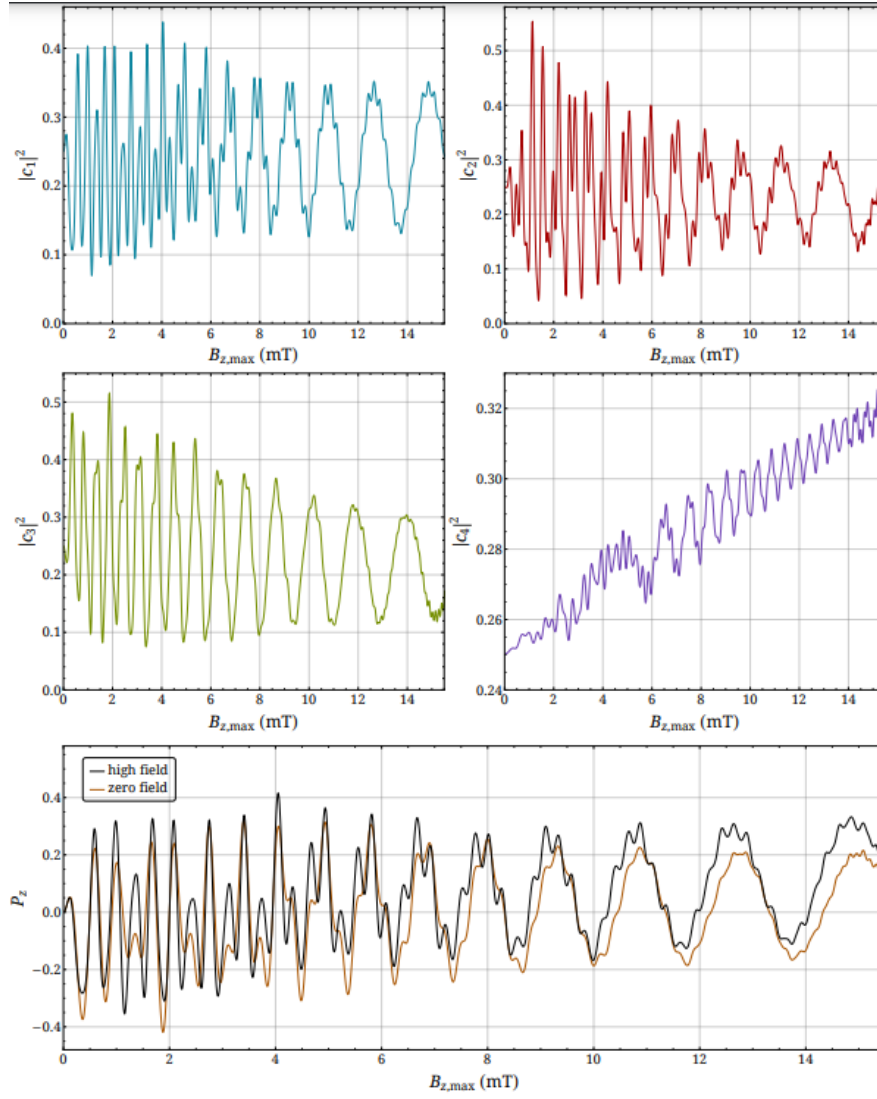 |c₁|²
0.4
0.3
0.2
0.1
0.0
0 2 4 6 8 10 12 14
B_z,max (mT)
|c₂|²
0.5
0.4
0.3
0.2
0.1
0.0
0 2 4 6 8 10 12 14
B_z,max (mT)
|c₃|²
0.5
0.4
0.3
0.2
0.1
0.0
0 2 4 6 8 10 12 14
B_z,max (mT)
|c₄|²
0.32
0.30
0.28
0.26
0.24
0 2 4 6 8 10 12 14
B_z,max (mT)
high field
zero field
P_z
0.4
0.2
0.0
−0.2
−0.4
0 2 4 6 8 10 12 14
B_z,max (mT)